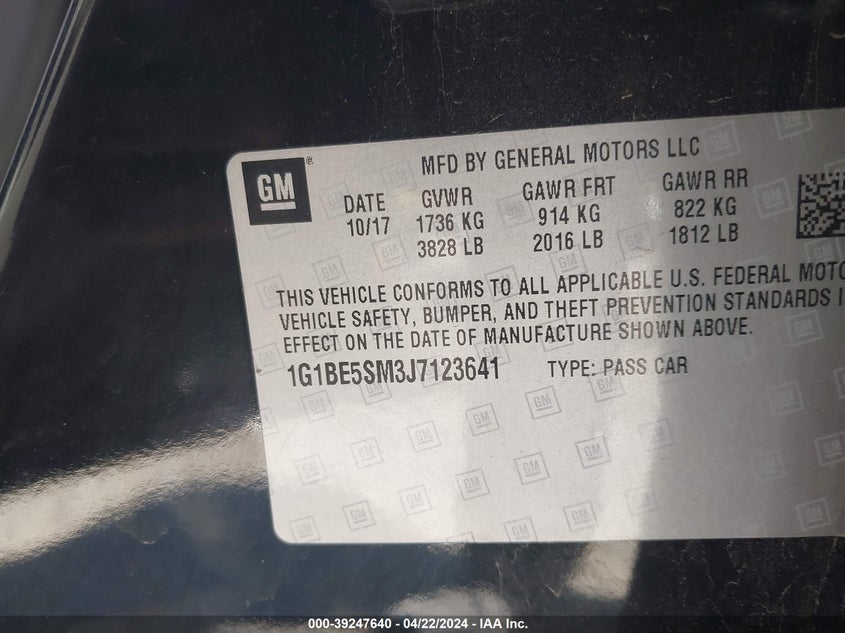 GM
MFD BY GENERAL MOTORS LLC
DATE GVWR GAWR FRT GAWR RR
10/17 1736 KG 914 KG 822 KG
3828 LB 2016 LB 1812 LB
THIS VEHICLE CONFORMS TO ALL APPLICABLE U.S. FEDERAL MOTO
VEHICLE SAFETY, BUMPER, AND THEFT PREVENTION STANDARDS I
EFFECT ON THE DATE OF MANUFACTURE SHOWN ABOVE.
1G1BE5SM3J7123641 TYPE: PASS CAR
000-39247640 - 04/22/2024 - IAA Inc.